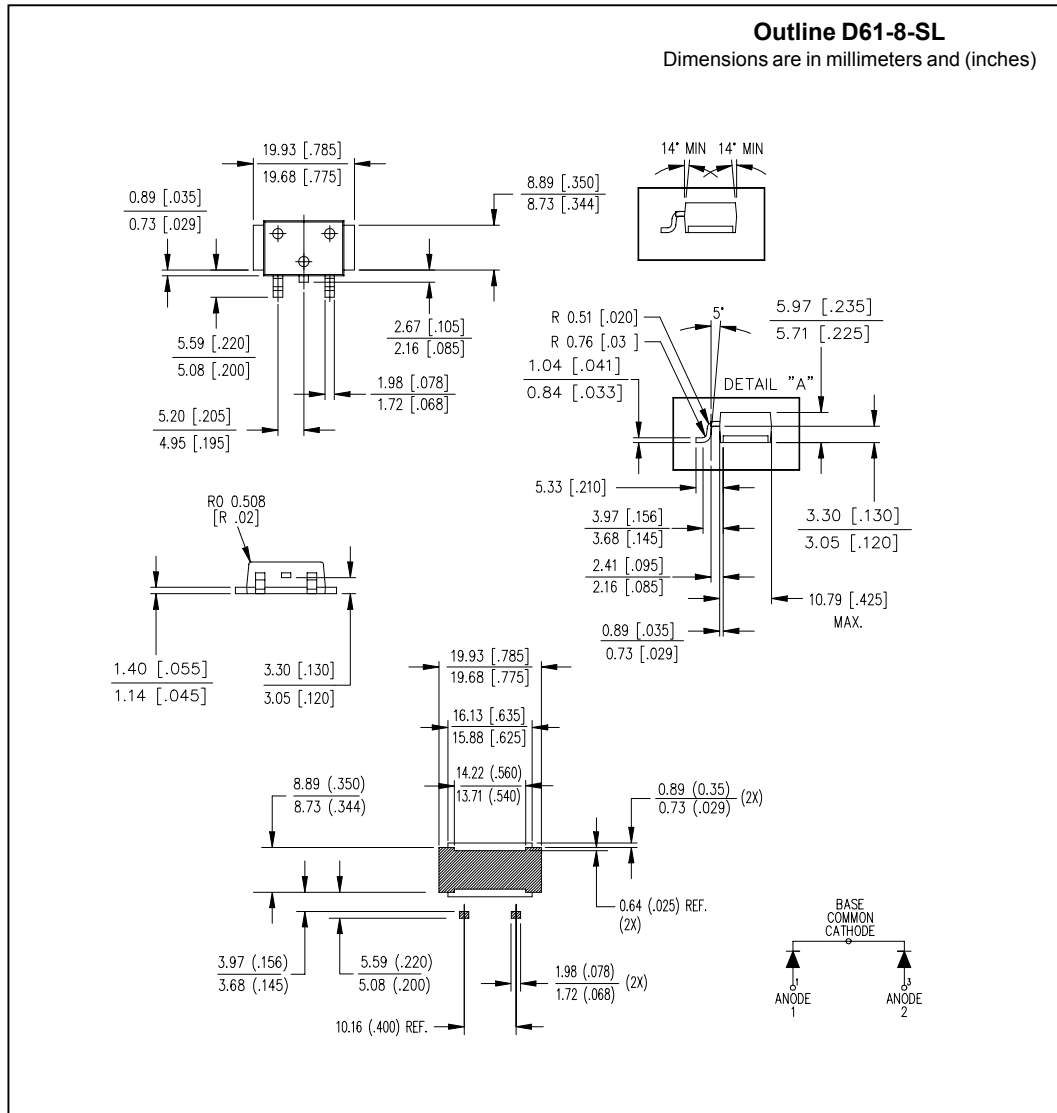 Outline D61-8-SL
Dimensions are in millimeters and (inches)
19.93 [.785]
19.68 [.775]
0.89 [.035]
0.73 [.029]
8.89 [.350]
8.73 [.344]
5.59 [.220]
5.08 [.200]
2.67 [.105]
2.16 [.085]
1.98 [.078]
1.72 [.068]
5.20 [.205]
4.95 [.195]
14° MIN 14° MIN
R 0.51 [.020]
R 0.76 [.03 ]
5°
5.97 [.235]
5.71 [.225]
1.04 [.041]
0.84 [.033]
DETAIL "A"
5.33 [.210]
3.97 [.156]
3.68 [.145]
2.41 [.095]
2.16 [.085]
0.89 [.035]
0.73 [.029]
3.30 [.130]
3.05 [.120]
10.79 [.425]
MAX.
RO 0.508
[R .02]
1.40 [.055]
1.14 [.045]
3.30 [.130]
3.05 [.120]
19.93 [.785]
19.68 [.775]
16.13 [.635]
15.88 [.625]
14.22 (.560)
13.71 (.540)
8.89 (.350)
8.73 (.344)
0.89 (0.35)
0.73 (.029) (2X)
0.64 (.025) REF.
(2X)
3.97 (.156)
3.68 (.145)
5.59 (.220)
5.08 (.200)
1.98 (.078)
1.72 (.068) (2X)
10.16 (.400) REF.
BASE
COMMON
CATHODE
1
ANODE
1
3
ANODE
2